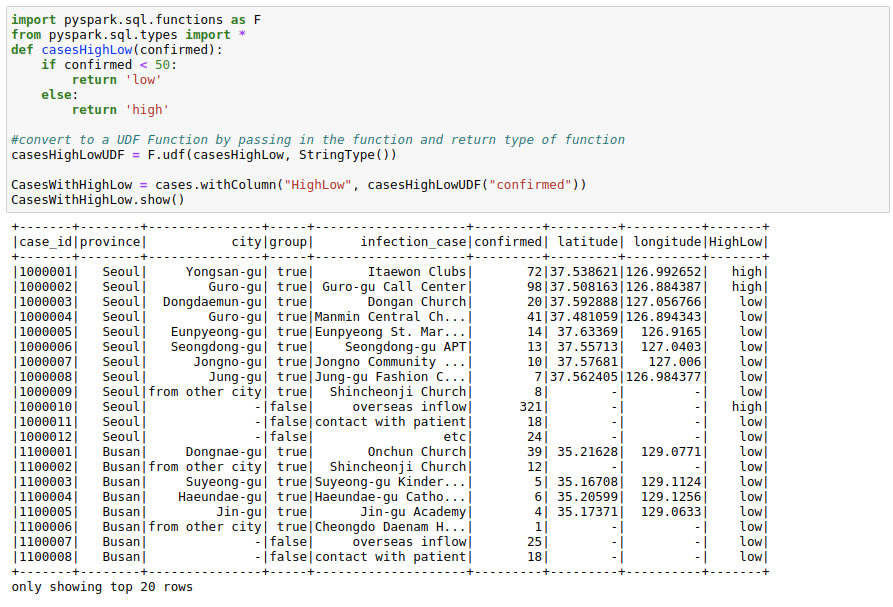 import pyspark.sql.functions as F
from pyspark.sql.types import *
def casesHighLow(confirmed):
    if confirmed < 50:
        return 'low'
    else:
        return 'high'

#convert to a UDF Function by passing in the function and return type of function
casesHighLowUDF = F.udf(casesHighLow, StringType())

CasesWithHighLow = cases.withColumn("HighLow", casesHighLowUDF("confirmed"))
CasesWithHighLow.show()
+-------+--------+---------------+-----+--------------------+---------+----------+----------+-------+
|case_id|province|           city|group|      infection_case|confirmed|  latitude| longitude|HighLow|
+-------+--------+---------------+-----+--------------------+---------+----------+----------+-------+
|1000001|   Seoul|     Yongsan-gu| true|       Itaewon Clubs|       72| 37.538621|126.992652|   high|
|1000002|   Seoul|        Guro-gu| true| Guro-gu Call Center|       98| 37.508163|126.884387|   high|
|1000003|   Seoul|  Dongdaemun-gu| true|       Dongan Church|       20| 37.592888|127.056766|    low|
|1000004|   Seoul|        Guro-gu| true|Manmin Central Ch...|       41| 37.481059|126.894343|    low|
|1000005|   Seoul|   Eunpyeong-gu| true|Eunpyeong St. Mar...|       14|  37.63369|  126.9165|    low|
|1000006|   Seoul|   Seongdong-gu| true|    Seongdong-gu APT|       13|  37.55713|  127.0403|    low|
|1000007|   Seoul|      Jongno-gu| true|Jongno Community ...|       10|  37.57681|   127.006|    low|
|1000008|   Seoul|        Jung-gu| true|Jung-gu Fashion C...|        7| 37.562405|126.984377|    low|
|1000009|   Seoul|from other city| true|  Shincheonji Church|        8|         -|         -|    low|
|1000010|   Seoul|              -|false|     overseas inflow|      321|         -|         -|   high|
|1000011|   Seoul|              -|false|contact with patient|       18|         -|         -|    low|
|1000012|   Seoul|              -|false|                 etc|       24|         -|         -|    low|
|1100001|   Busan|     Dongnae-gu| true|       Onchun Church|       39|  35.21628|  129.0771|    low|
|1100002|   Busan|from other city| true|  Shincheonji Church|       12|         -|         -|    low|
|1100003|   Busan|     Suyeong-gu| true|Suyeong-gu Kinder...|        5|  35.16708|  129.1124|    low|
|1100004|   Busan|    Haeundae-gu| true|Haeundae-gu Catho...|        6|  35.20599|  129.1256|    low|
|1100005|   Busan|         Jin-gu| true|      Jin-gu Academy|        4|  35.17371|  129.0633|    low|
|1100006|   Busan|from other city| true|Cheongdo Daenam H...|        1|         -|         -|    low|
|1100007|   Busan|              -|false|     overseas inflow|       25|         -|         -|    low|
|1100008|   Busan|              -|false|contact with patient|       18|         -|         -|    low|
+-------+--------+---------------+-----+--------------------+---------+----------+----------+-------+
only showing top 20 rows